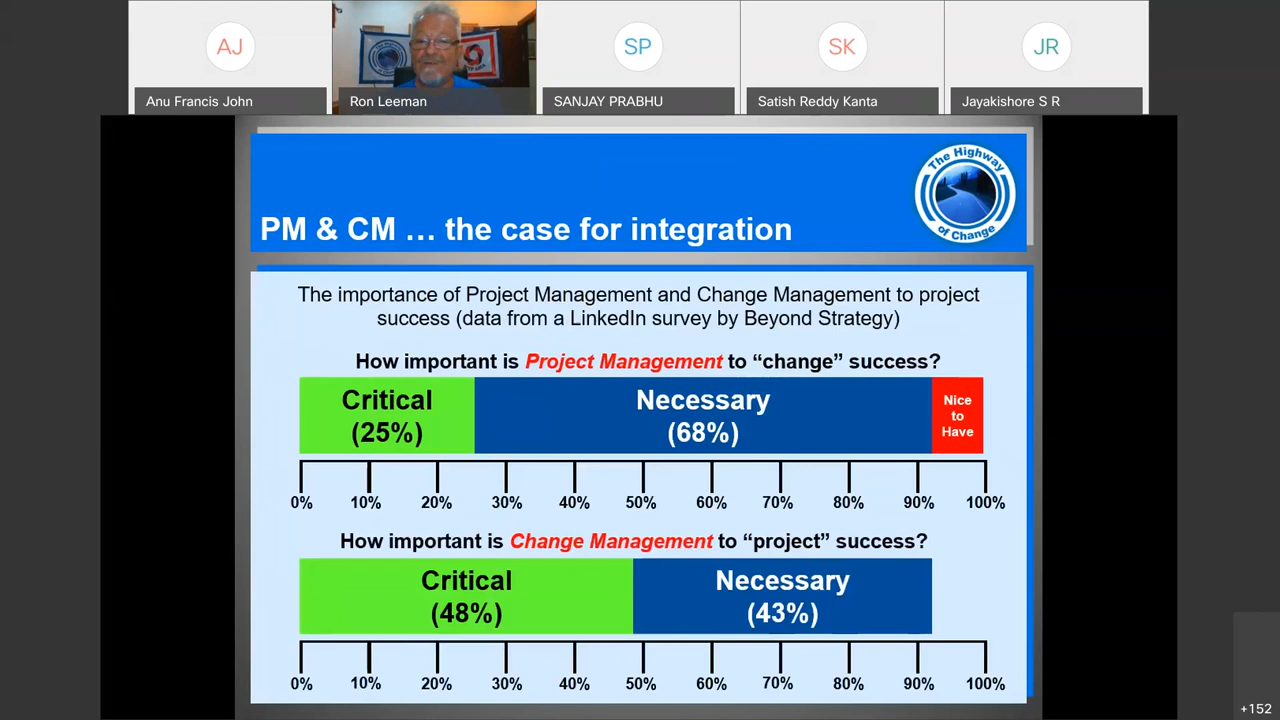 AJ
SP
SK
JR
Anu Francis John
Ron Leeman
SANJAY PRABHU
Satish Reddy Kanta
Jayakishore S R
The Highway
of Change
PM & CM … the case for integration
The importance of Project Management and Change Management to project
success (data from a LinkedIn survey by Beyond Strategy)
How important is Project Management to “change” success?
Critical
(25%)
Necessary
(68%)
Nice
to
Have
0% 10% 20% 30% 40% 50% 60% 70% 80% 90% 100%
How important is Change Management to “project” success?
Critical
(48%)
Necessary
(43%)
0% 10% 20% 30% 40% 50% 60% 70% 80% 90% 100%
+152